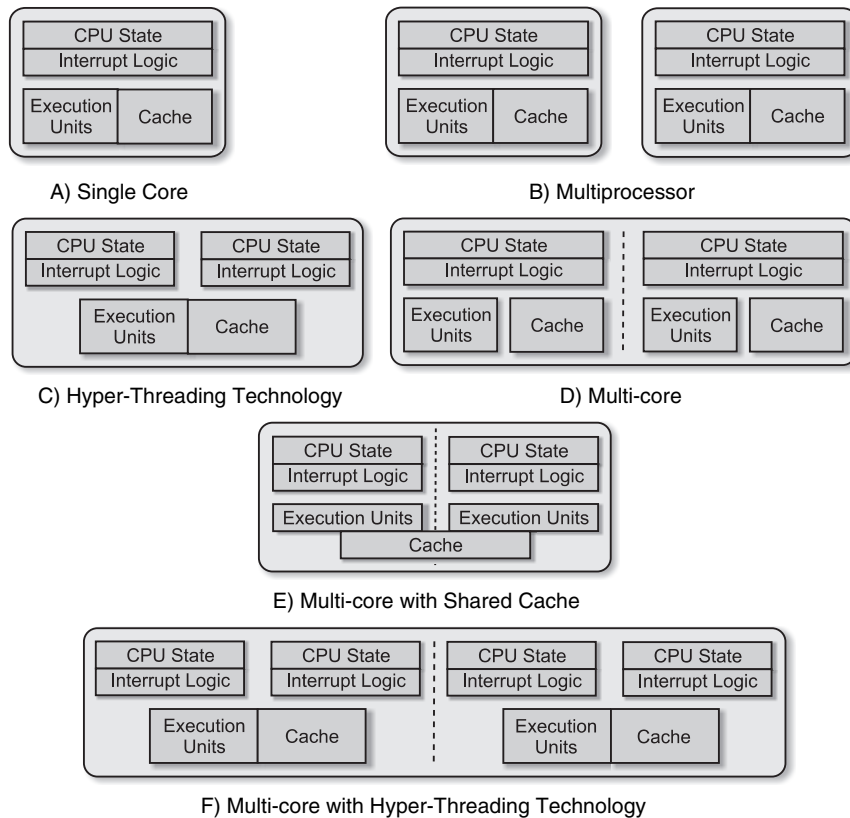 CPU State
Interrupt Logic
Execution
Units
Cache
A) Single Core
CPU State
Interrupt Logic
Execution
Units
Cache
CPU State
Interrupt Logic
Execution
Units
Cache
B) Multiprocessor
CPU State
Interrupt Logic
CPU State
Interrupt Logic
Execution
Units
Cache
C) Hyper-Threading Technology
CPU State
Interrupt Logic
Execution
Units
Cache
CPU State
Interrupt Logic
Execution
Units
Cache
D) Multi-core
CPU State
Interrupt Logic
CPU State
Interrupt Logic
Execution Units
Execution Units
Cache
E) Multi-core with Shared Cache
CPU State
Interrupt Logic
CPU State
Interrupt Logic
Execution
Units
Cache
CPU State
Interrupt Logic
CPU State
Interrupt Logic
Execution
Units
Cache
F) Multi-core with Hyper-Threading Technology